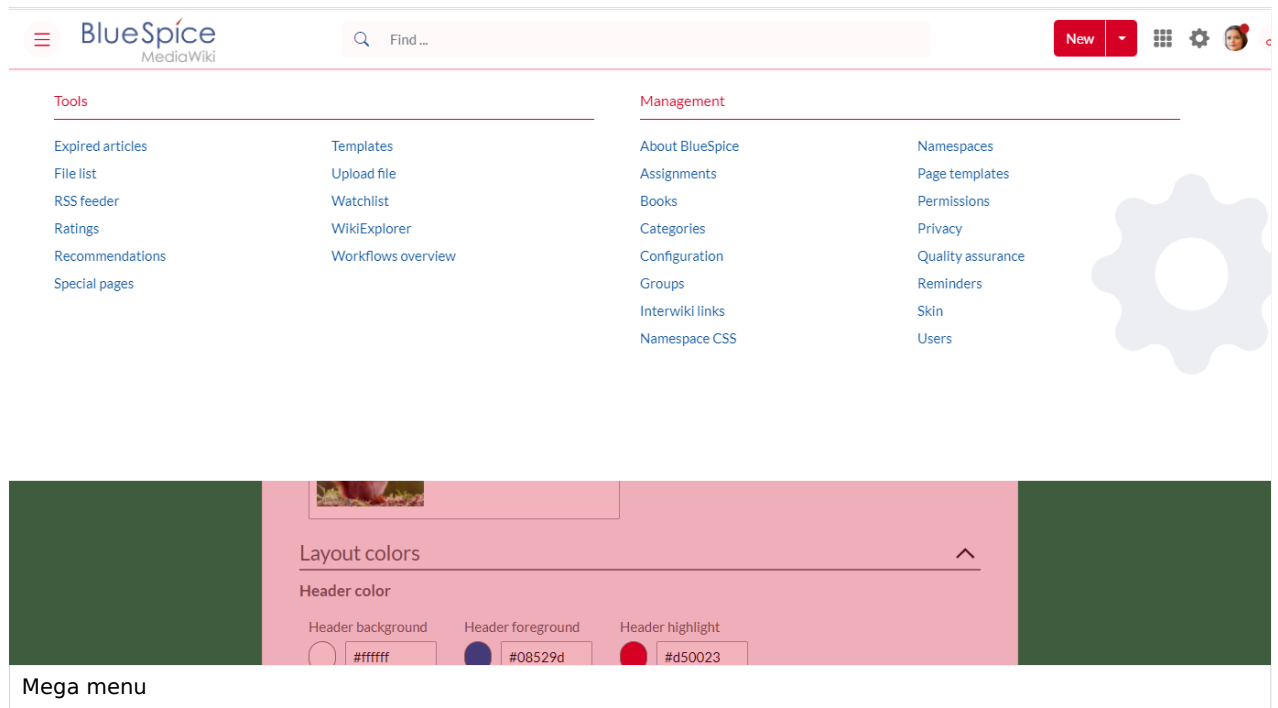 BlueSpice
MediaWiki
Find ...
New
Tools
Expired articles
File list
RSS feeder
Ratings
Recommendations
Special pages
Templates
Upload file
Watchlist
WikiExplorer
Workflows overview
Management
About BlueSpice
Assignments
Books
Categories
Configuration
Groups
Interwiki links
Namespace CSS
Namespaces
Page templates
Permissions
Privacy
Quality assurance
Reminders
Skin
Users
Layout colors
Header color
Header background Header foreground Header highlight
#ffffff #08529d #d50023
Mega menu